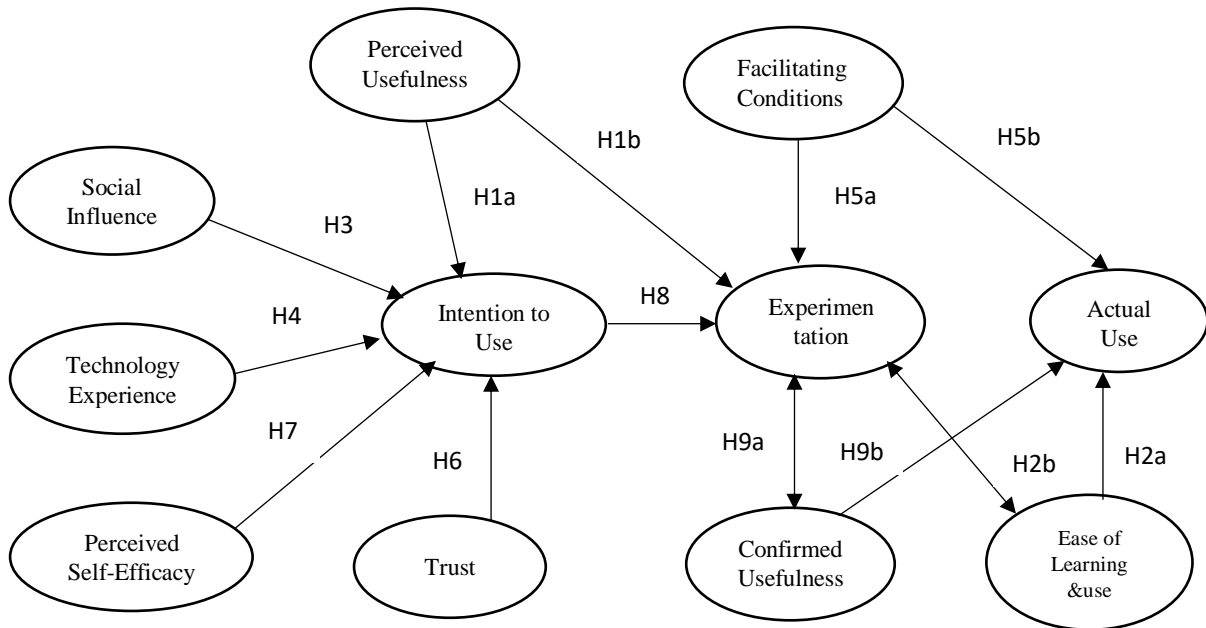 Perceived
Usefulness
Facilitating
Conditions
H1b
H5b
Social
Influence
H1a
H5a
H3
Intention to
Use
H8
Experimen
tation
Actual
Use
H4
Technology
Experience
H7
H6
H9a
H9b
H2b
H2a
Perceived
Self-Efficacy
Trust
Confirmed
Usefulness
Ease of
Learning
&use